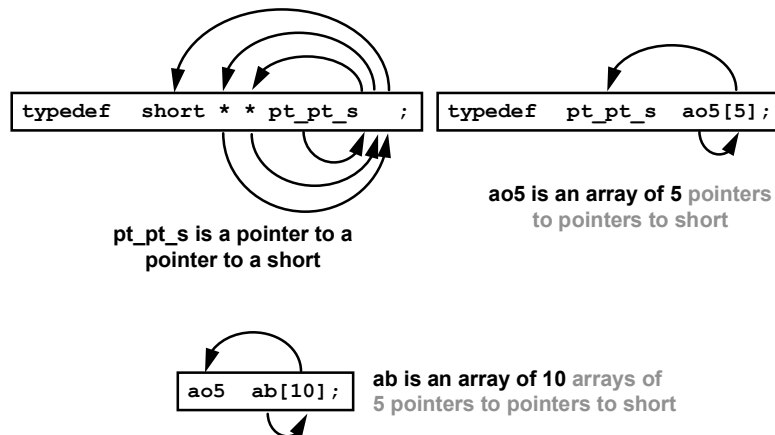 typedef short * * pt_pt_s ;
typedef pt_pt_s ao5[5];
pt_pt_s is a pointer to a
pointer to a short
ao5 is an array of 5 pointers
to pointers to short
ao5 ab[10];
ab is an array of 10 arrays of
5 pointers to pointers to short